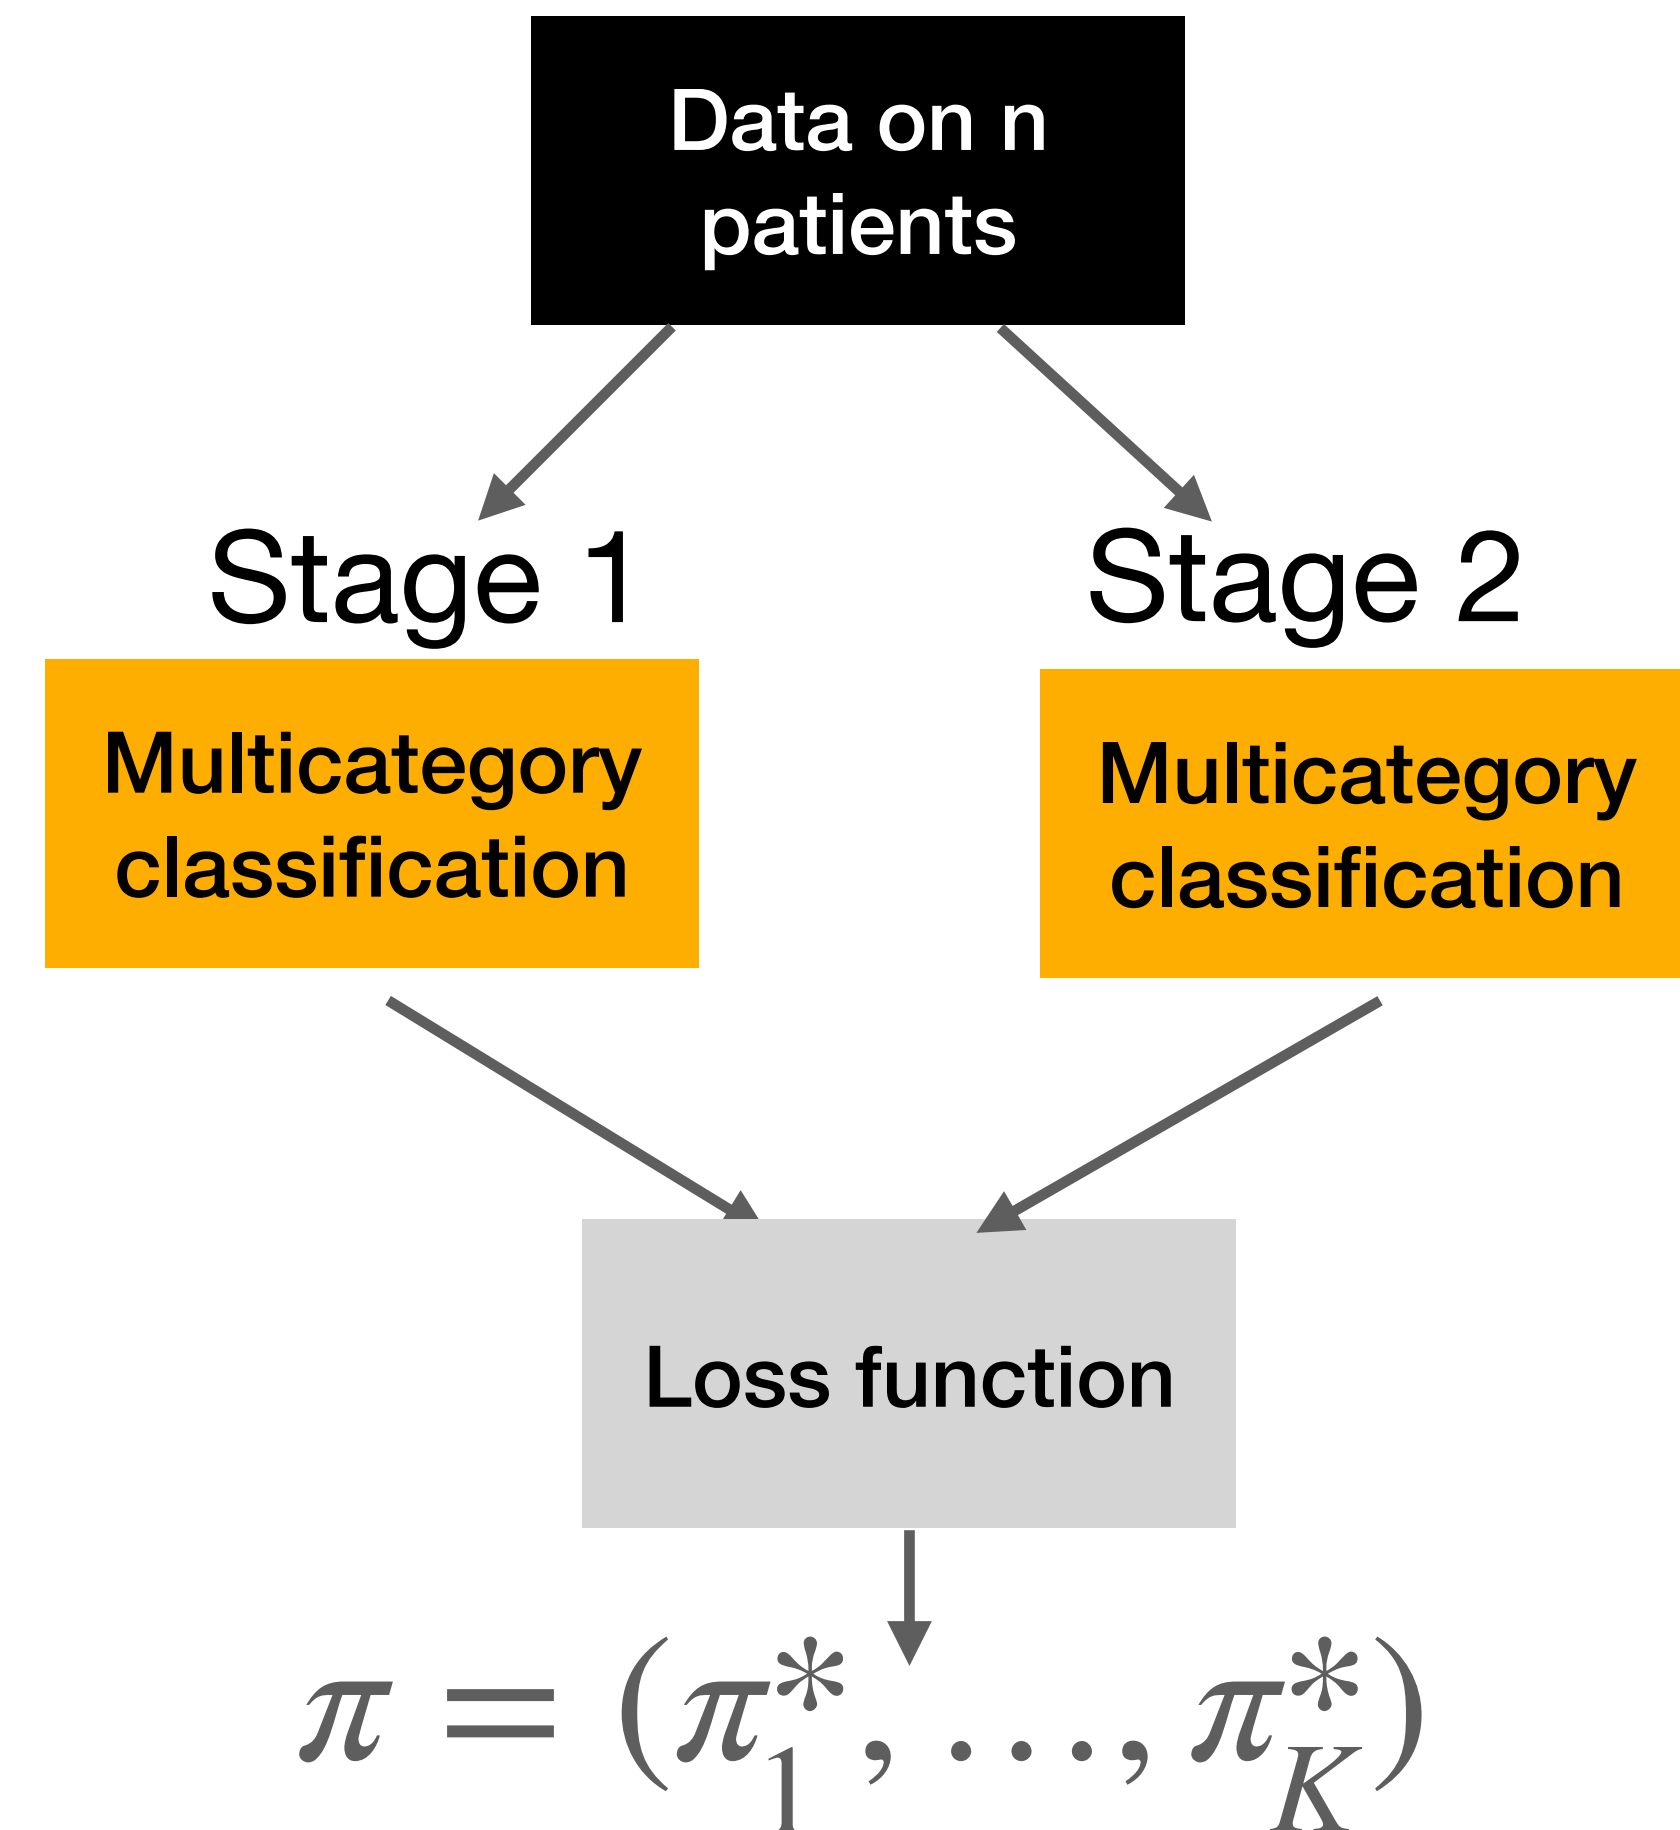 Data on n
patients
Stage 1
Stage 2
Multicategory
classification
Multicategory
classification
Loss function
π = (π₁*, …, π_K*)